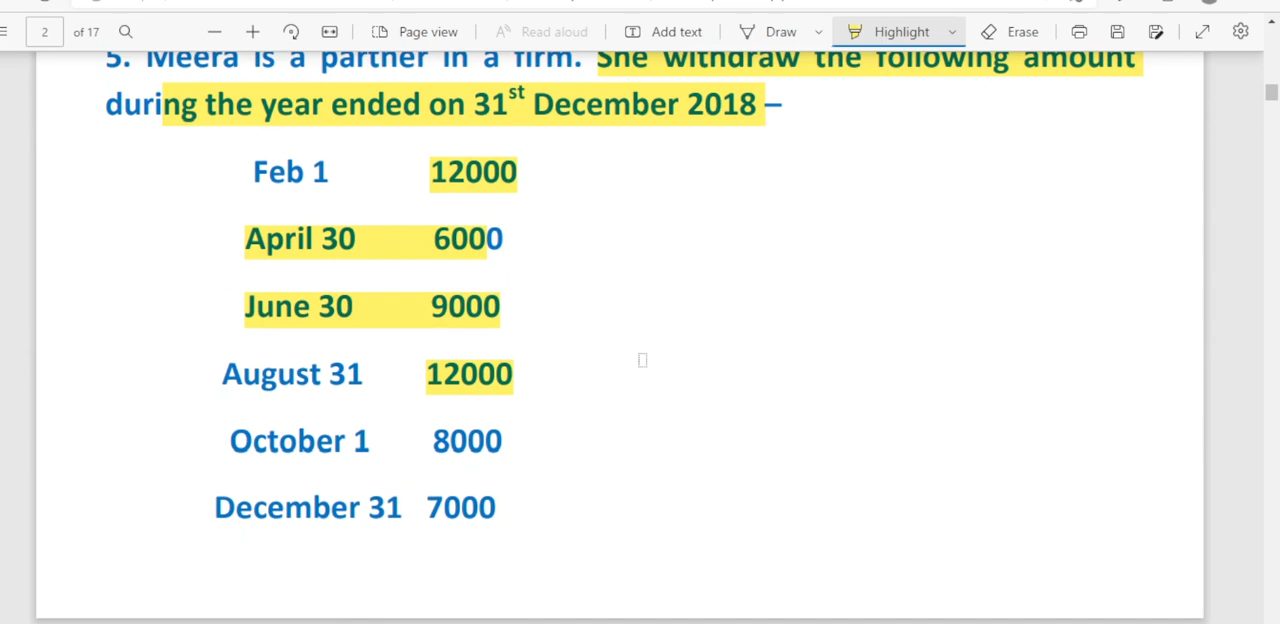 2 of 17 Page view Read aloud Add text Draw Highlight Erase
5. Meera is a partner in a firm. She withdraw the following amount
during the year ended on 31st December 2018 –
Feb 1 12000
April 30 6000
June 30 9000
August 31 12000
October 1 8000
December 31 7000